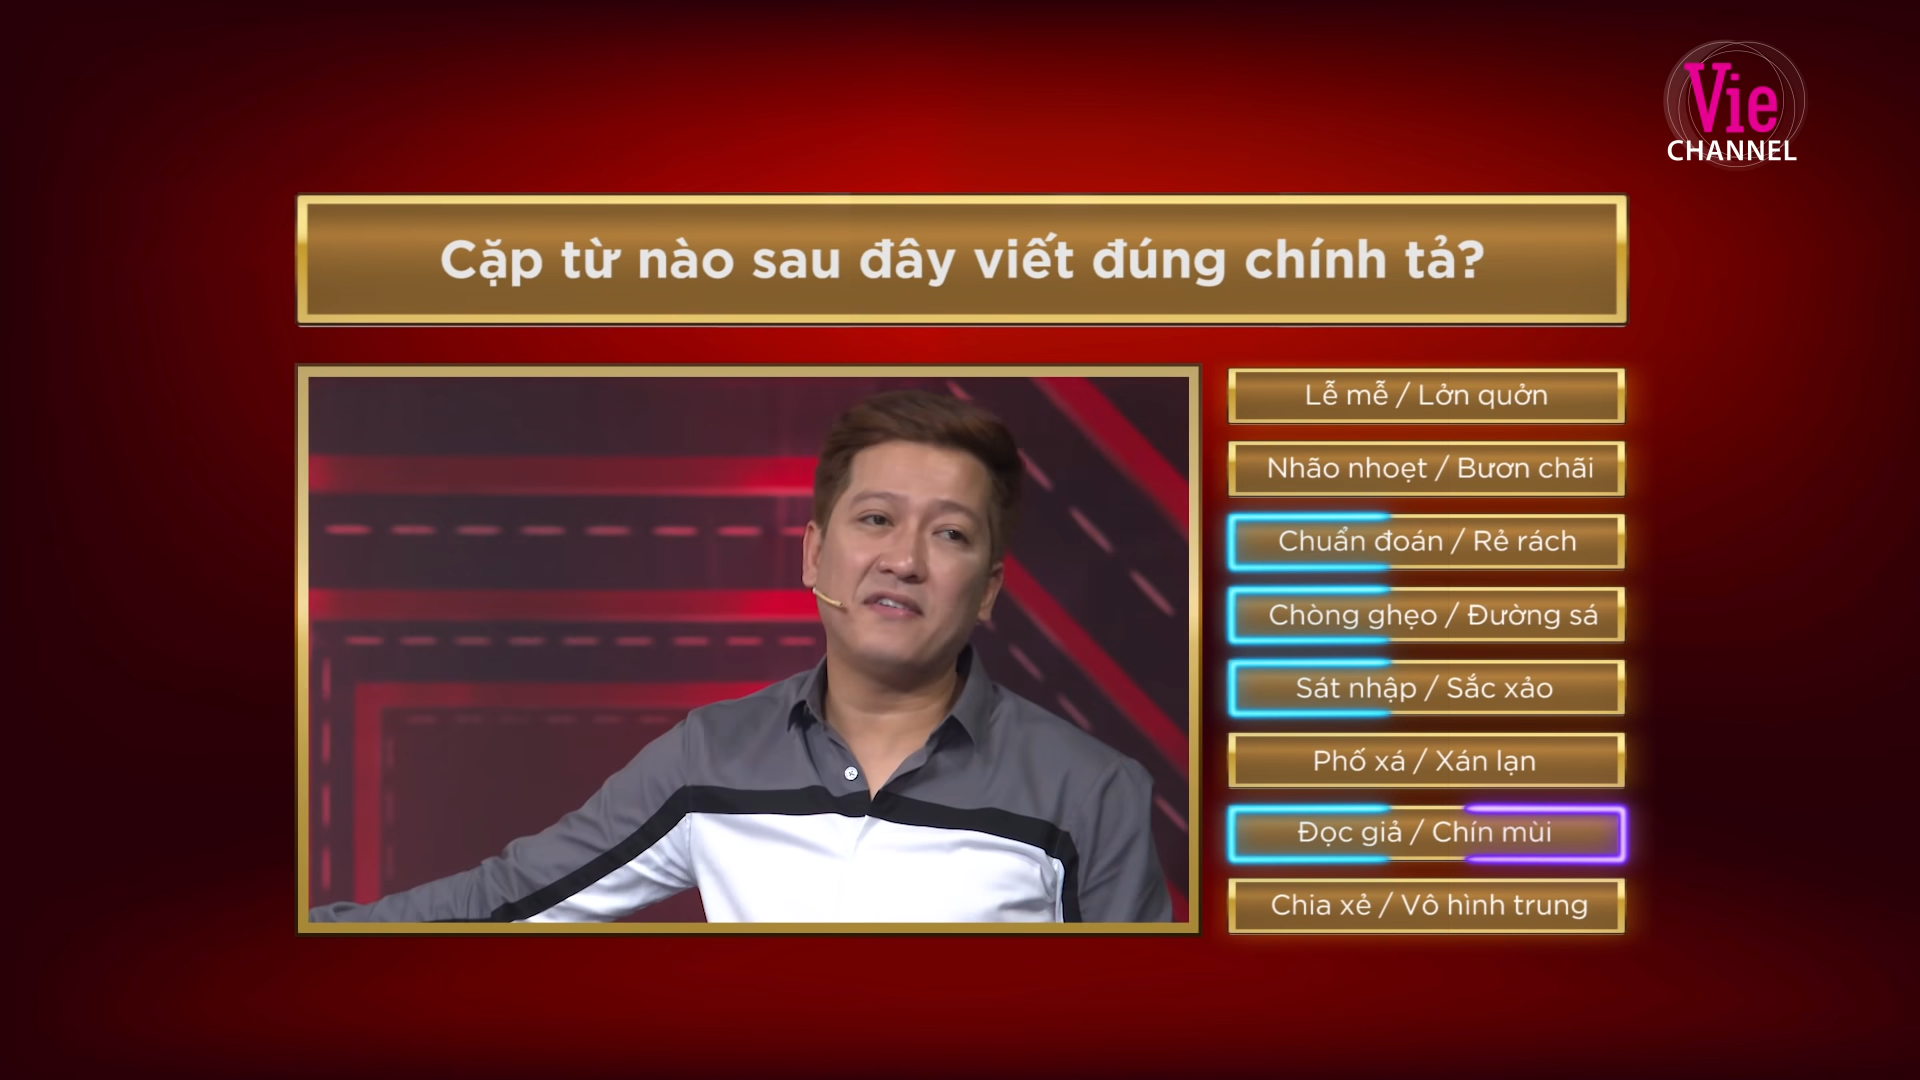 Vie
CHANNEL
Cặp từ nào sau đây viết đúng chính tả?
Lễ mễ / Lởn quởn
Nhão nhoẹt / Bươn chãi
Chuẩn đoán / Rẻ rách
Chòng ghẹo / Đường sá
Sát nhập / Sắc xảo
Phố xá / Xán lạn
Đọc giả / Chín mùi
Chia xẻ / Vô hình trung